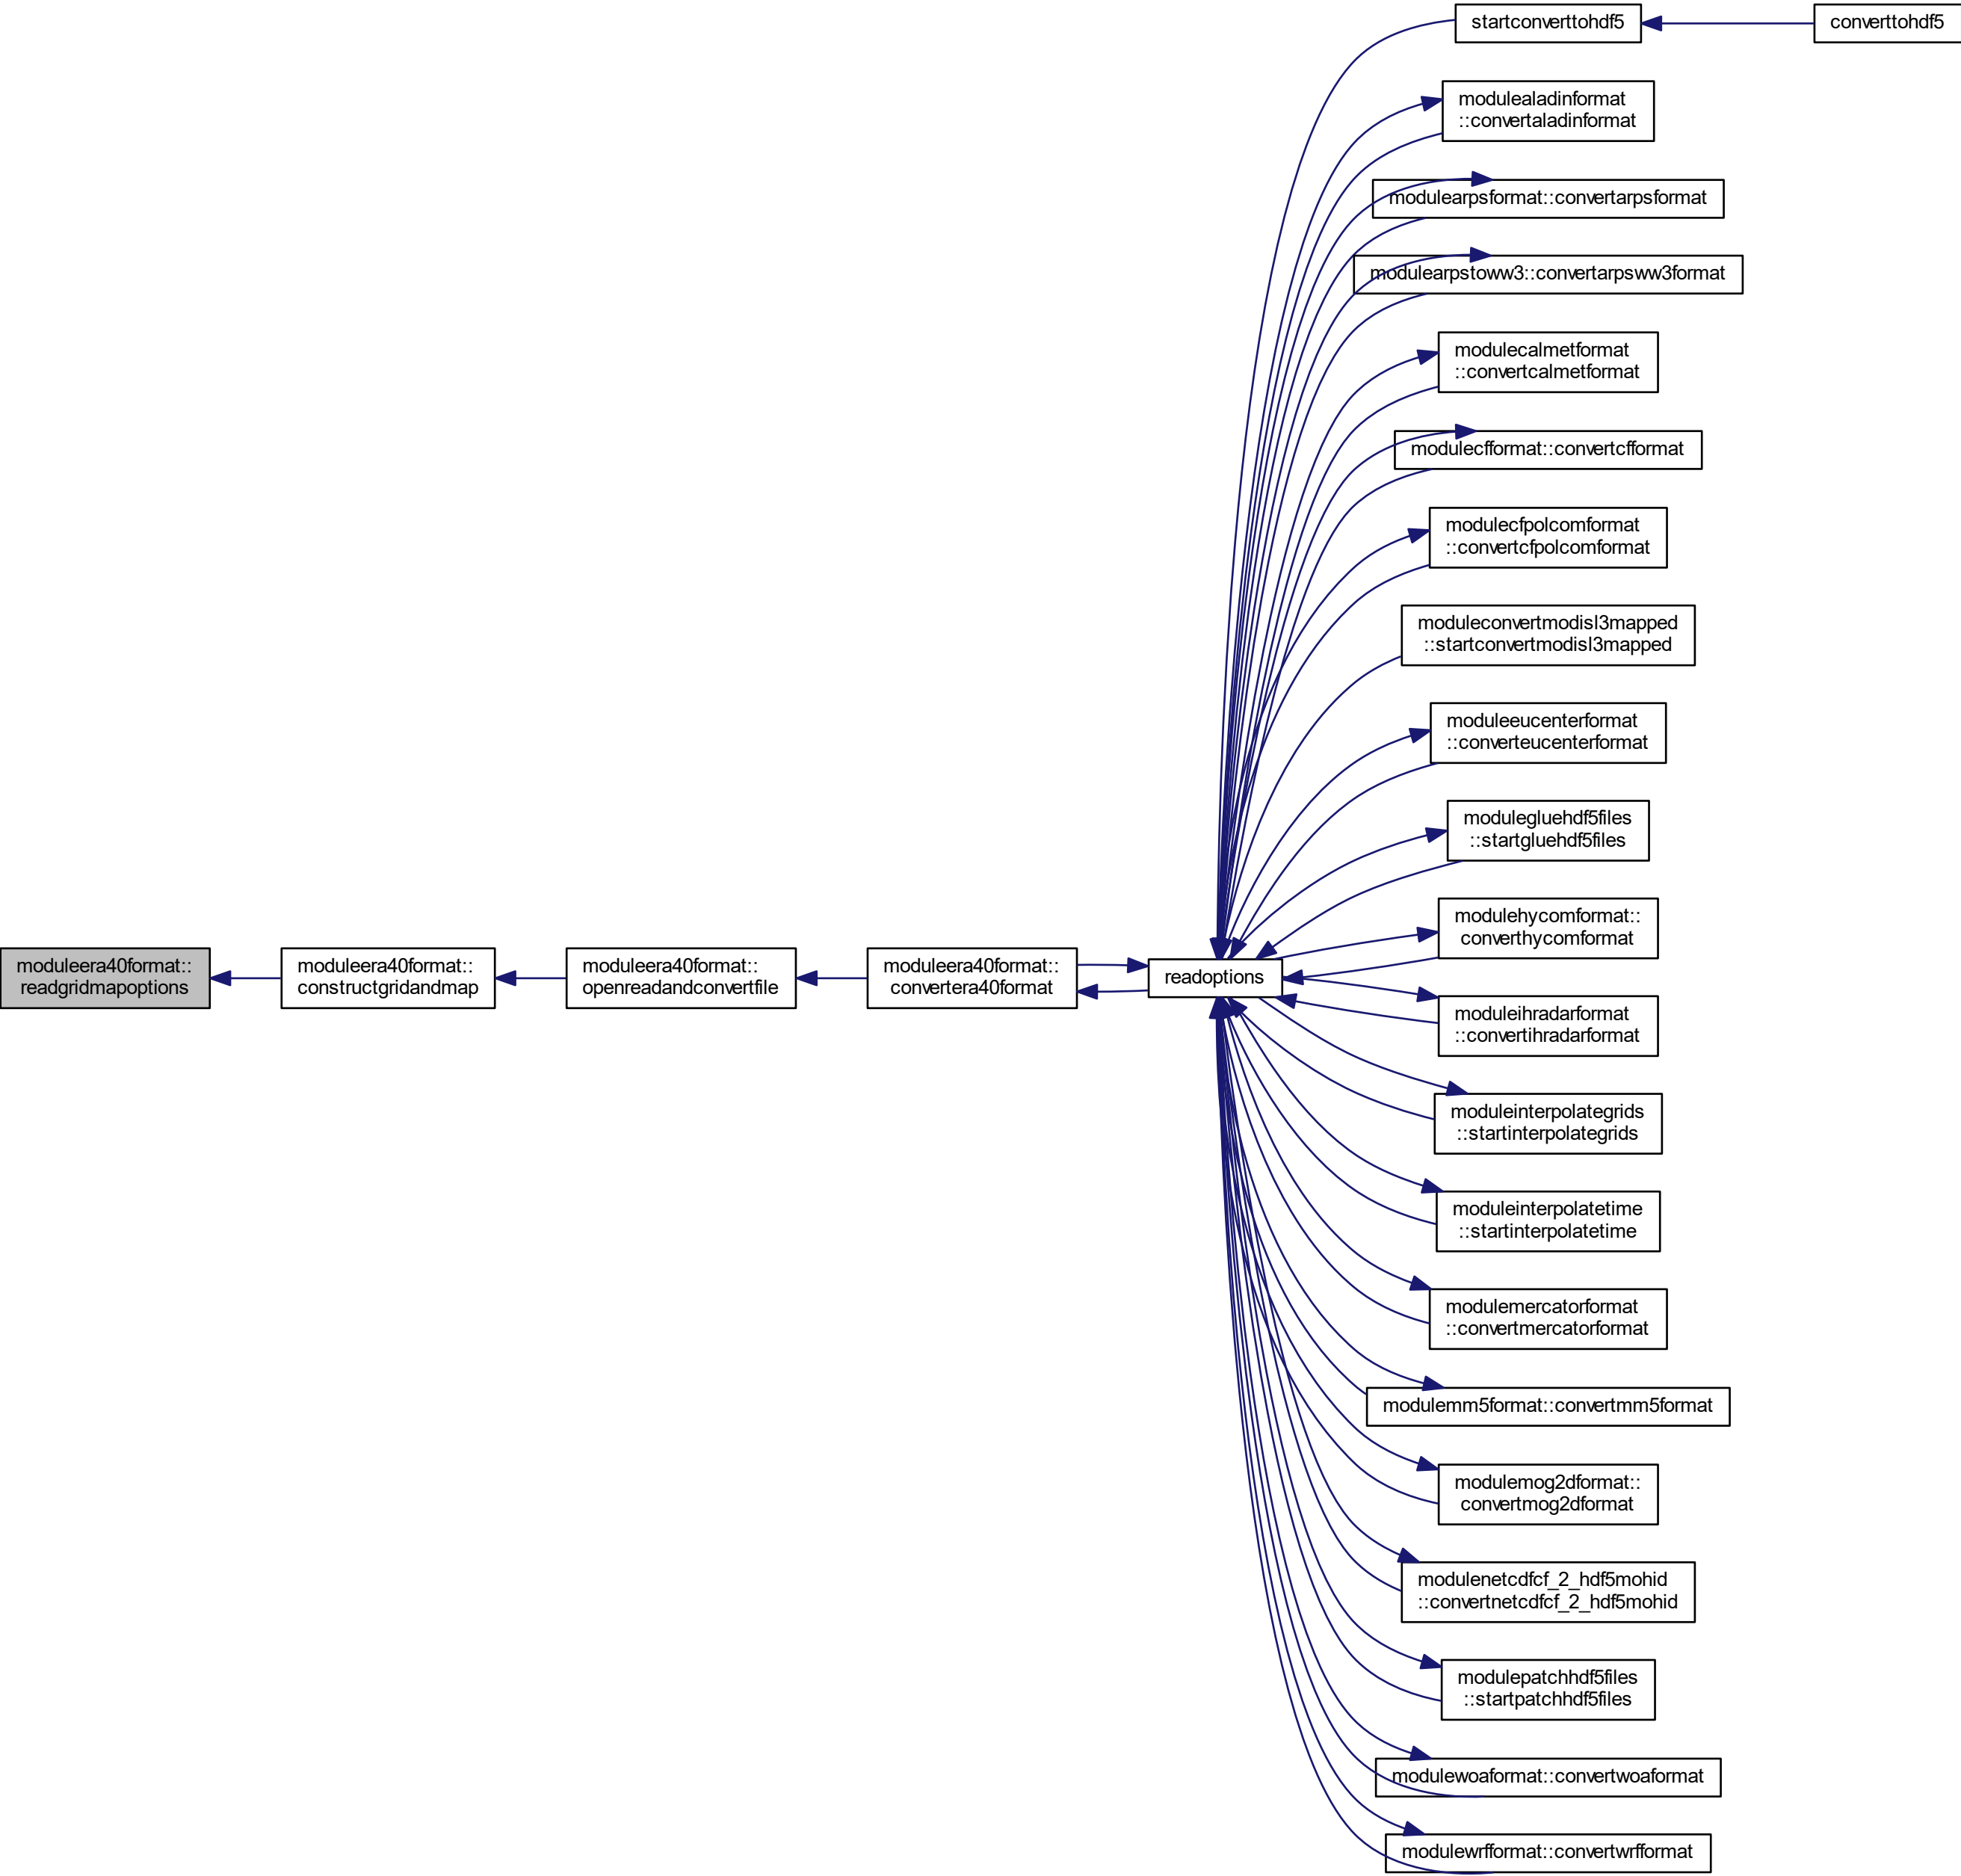 startconverttohdf5
converttohdf5
modulealadinformat
::convertaladinformat
modulearpsformat::convertarpsformat
modulearpstoww3::convertarpsww3format
modulecalmetformat
::convertcalmetformat
modulecfformat::convertcfformat
modulecfpolcomformat
::convertcfpolcomformat
moduleconvertmodisl3mapped
::startconvertmodisl3mapped
moduleeucenterformat
::converteucenterformat
modulegluehdf5files
::startgluehdf5files
modulehycomformat::
converthycomformat
moduleera40format::
readgridmapoptions
moduleera40format::
constructgridandmap
moduleera40format::
openreadandconvertfile
moduleera40format::
convertera40format
readoptions
moduleihradarformat
::convertihradarformat
moduleinterpolategrids
::startinterpolategrids
moduleinterpolatetime
::startinterpolatetime
modulemercatorformat
::convertmercatorformat
modulemm5format::convertmm5format
modulemog2dformat::
convertmog2dformat
modulenetcdfcf_2_hdf5mohid
::convertnetcdfcf_2_hdf5mohid
modulepatchhdf5files
::startpatchhdf5files
modulewoaformat::convertwoaformat
modulewrfformat::convertwrfformat